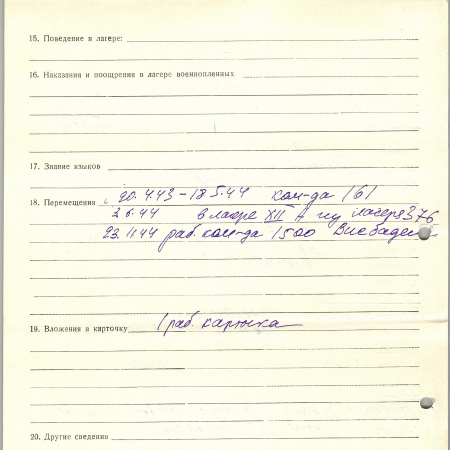 15. Поведение в лагере:
16. Наказания и поощрения в лагере военнопленных
17. Знание языков
18. Перемещения 20.4.43 – 18.5.44 ком-да 161
2.6.44 в лагере XII А из лагеря 376
23.11.44 раб. ком-да 1500 Висбаден
19. Вложения в карточку 1 раб. карточка
20. Другие сведения